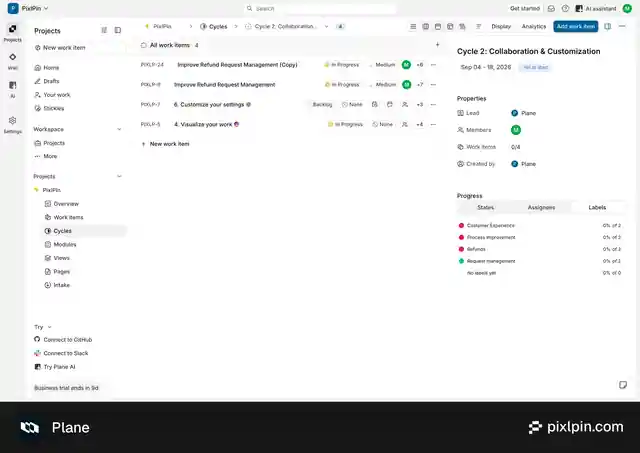 PixlPin
Search
Get started
AI assistant
M
Projects
Wiki
AI
Settings
Projects
New work item
Home
Drafts
Your work
Stickies
Workspace
Projects
More
Projects
PixlPin
Overview
Work items
Cycles
Modules
Views
Pages
Intake
Try
Connect to GitHub
Connect to Slack
Try Plane AI
Business trial ends in 9d
PixlPin
Cycles
Cycle 2: Collaboration...
4
Display
Analytics
Add work item
All work items 4
PIXLP-24 Improve Refund Request Management (Copy) In Progress Medium M +6
PIXLP-9 Improve Refund Request Management In Progress Medium M +7
PIXLP-7 6. Customize your settings Backlog None +3
PIXLP-5 4. Visualize your work In Progress None +4
New work item
Cycle 2: Collaboration & Customization
Sep 04 - 18, 2026
Properties
Lead Plane
Members M
Work items 0/4
Created by Plane
Progress
States Assignees Labels
Customer Experience 0% of 2
Process Improvement 0% of 2
Refunds 0% of 2
Request management 0% of 2
No labels yet 0% of 0
Plane
pixlpin.com